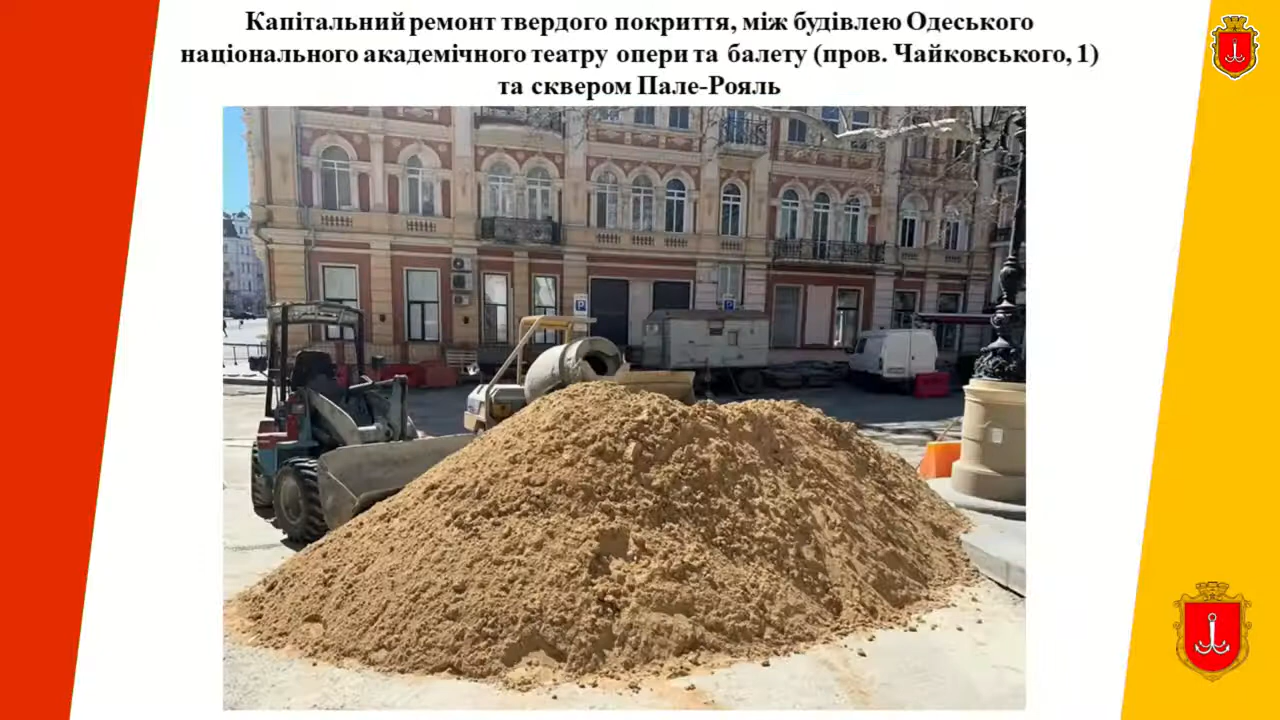 Капітальний ремонт твердого покриття, між будівлею Одеського
національного академічного театру опери та балету (пров. Чайковського, 1)
та сквером Пале-Рояль
P
P